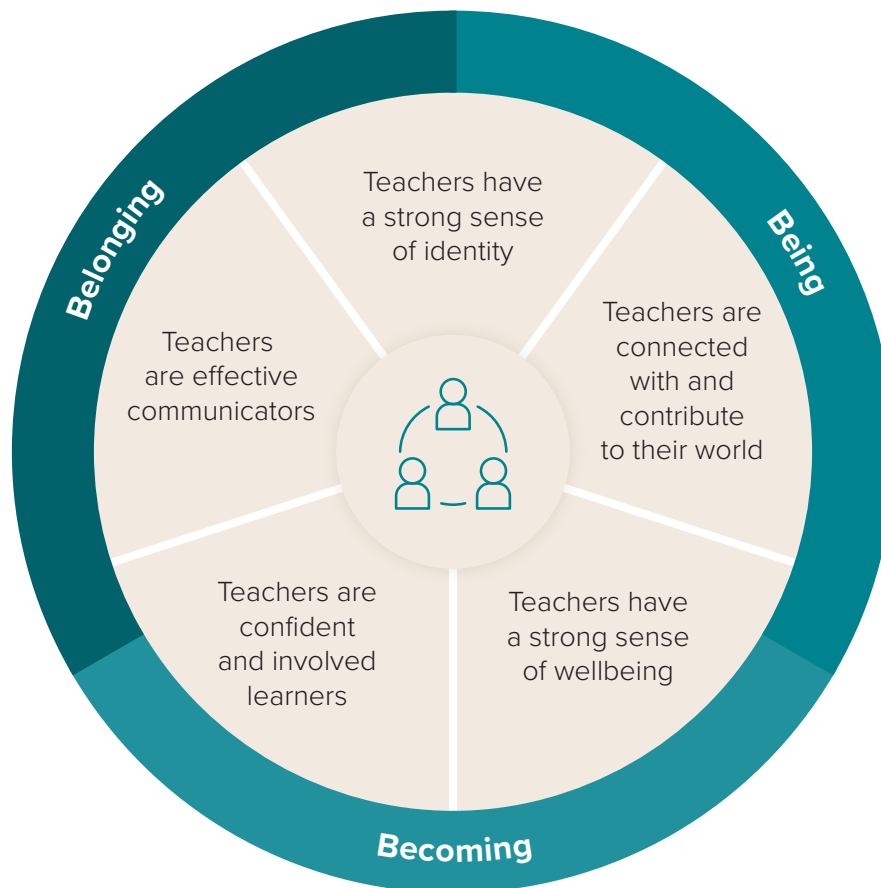 Belonging
Being
Teachers have
a strong sense
of identity
Teachers are
connected
with and
contribute
to their world
Teachers have
a strong sense
of wellbeing
Teachers are
confident
and involved
learners
Teachers
are effective
communicators
Becoming